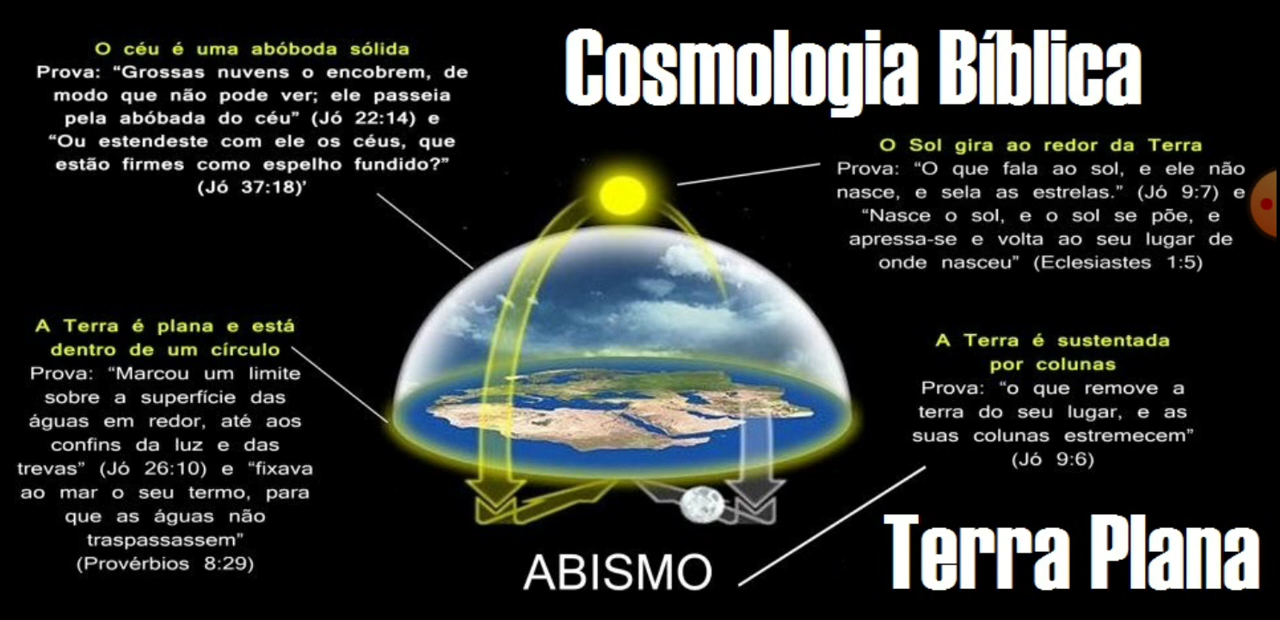 Cosmologia Bíblica
O céu é uma abóboda sólida
Prova: “Grossas nuvens o encobrem, de
modo que não pode ver; ele passeia
pela abóbada do céu” (Jó 22:14) e
“Ou estendeste com ele os céus, que
estão firmes como espelho fundido?”
(Jó 37:18)’
O Sol gira ao redor da Terra
Prova: “O que fala ao sol, e ele não
nasce, e sela as estrelas.” (Jó 9:7) e
“Nasce o sol, e o sol se põe, e
apressa-se e volta ao seu lugar de
onde nasceu” (Eclesiastes 1:5)
A Terra é plana e está
dentro de um círculo
Prova: “Marcou um limite
sobre a superfície das
águas em redor, até aos
confins da luz e das
trevas” (Jó 26:10) e “fixava
ao mar o seu termo, para
que as águas não
traspassassem”
(Provérbios 8:29)
A Terra é sustentada
por colunas
Prova: “o que remove a
terra do seu lugar, e as
suas colunas estremecem”
(Jó 9:6)
ABISMO
Terra Plana